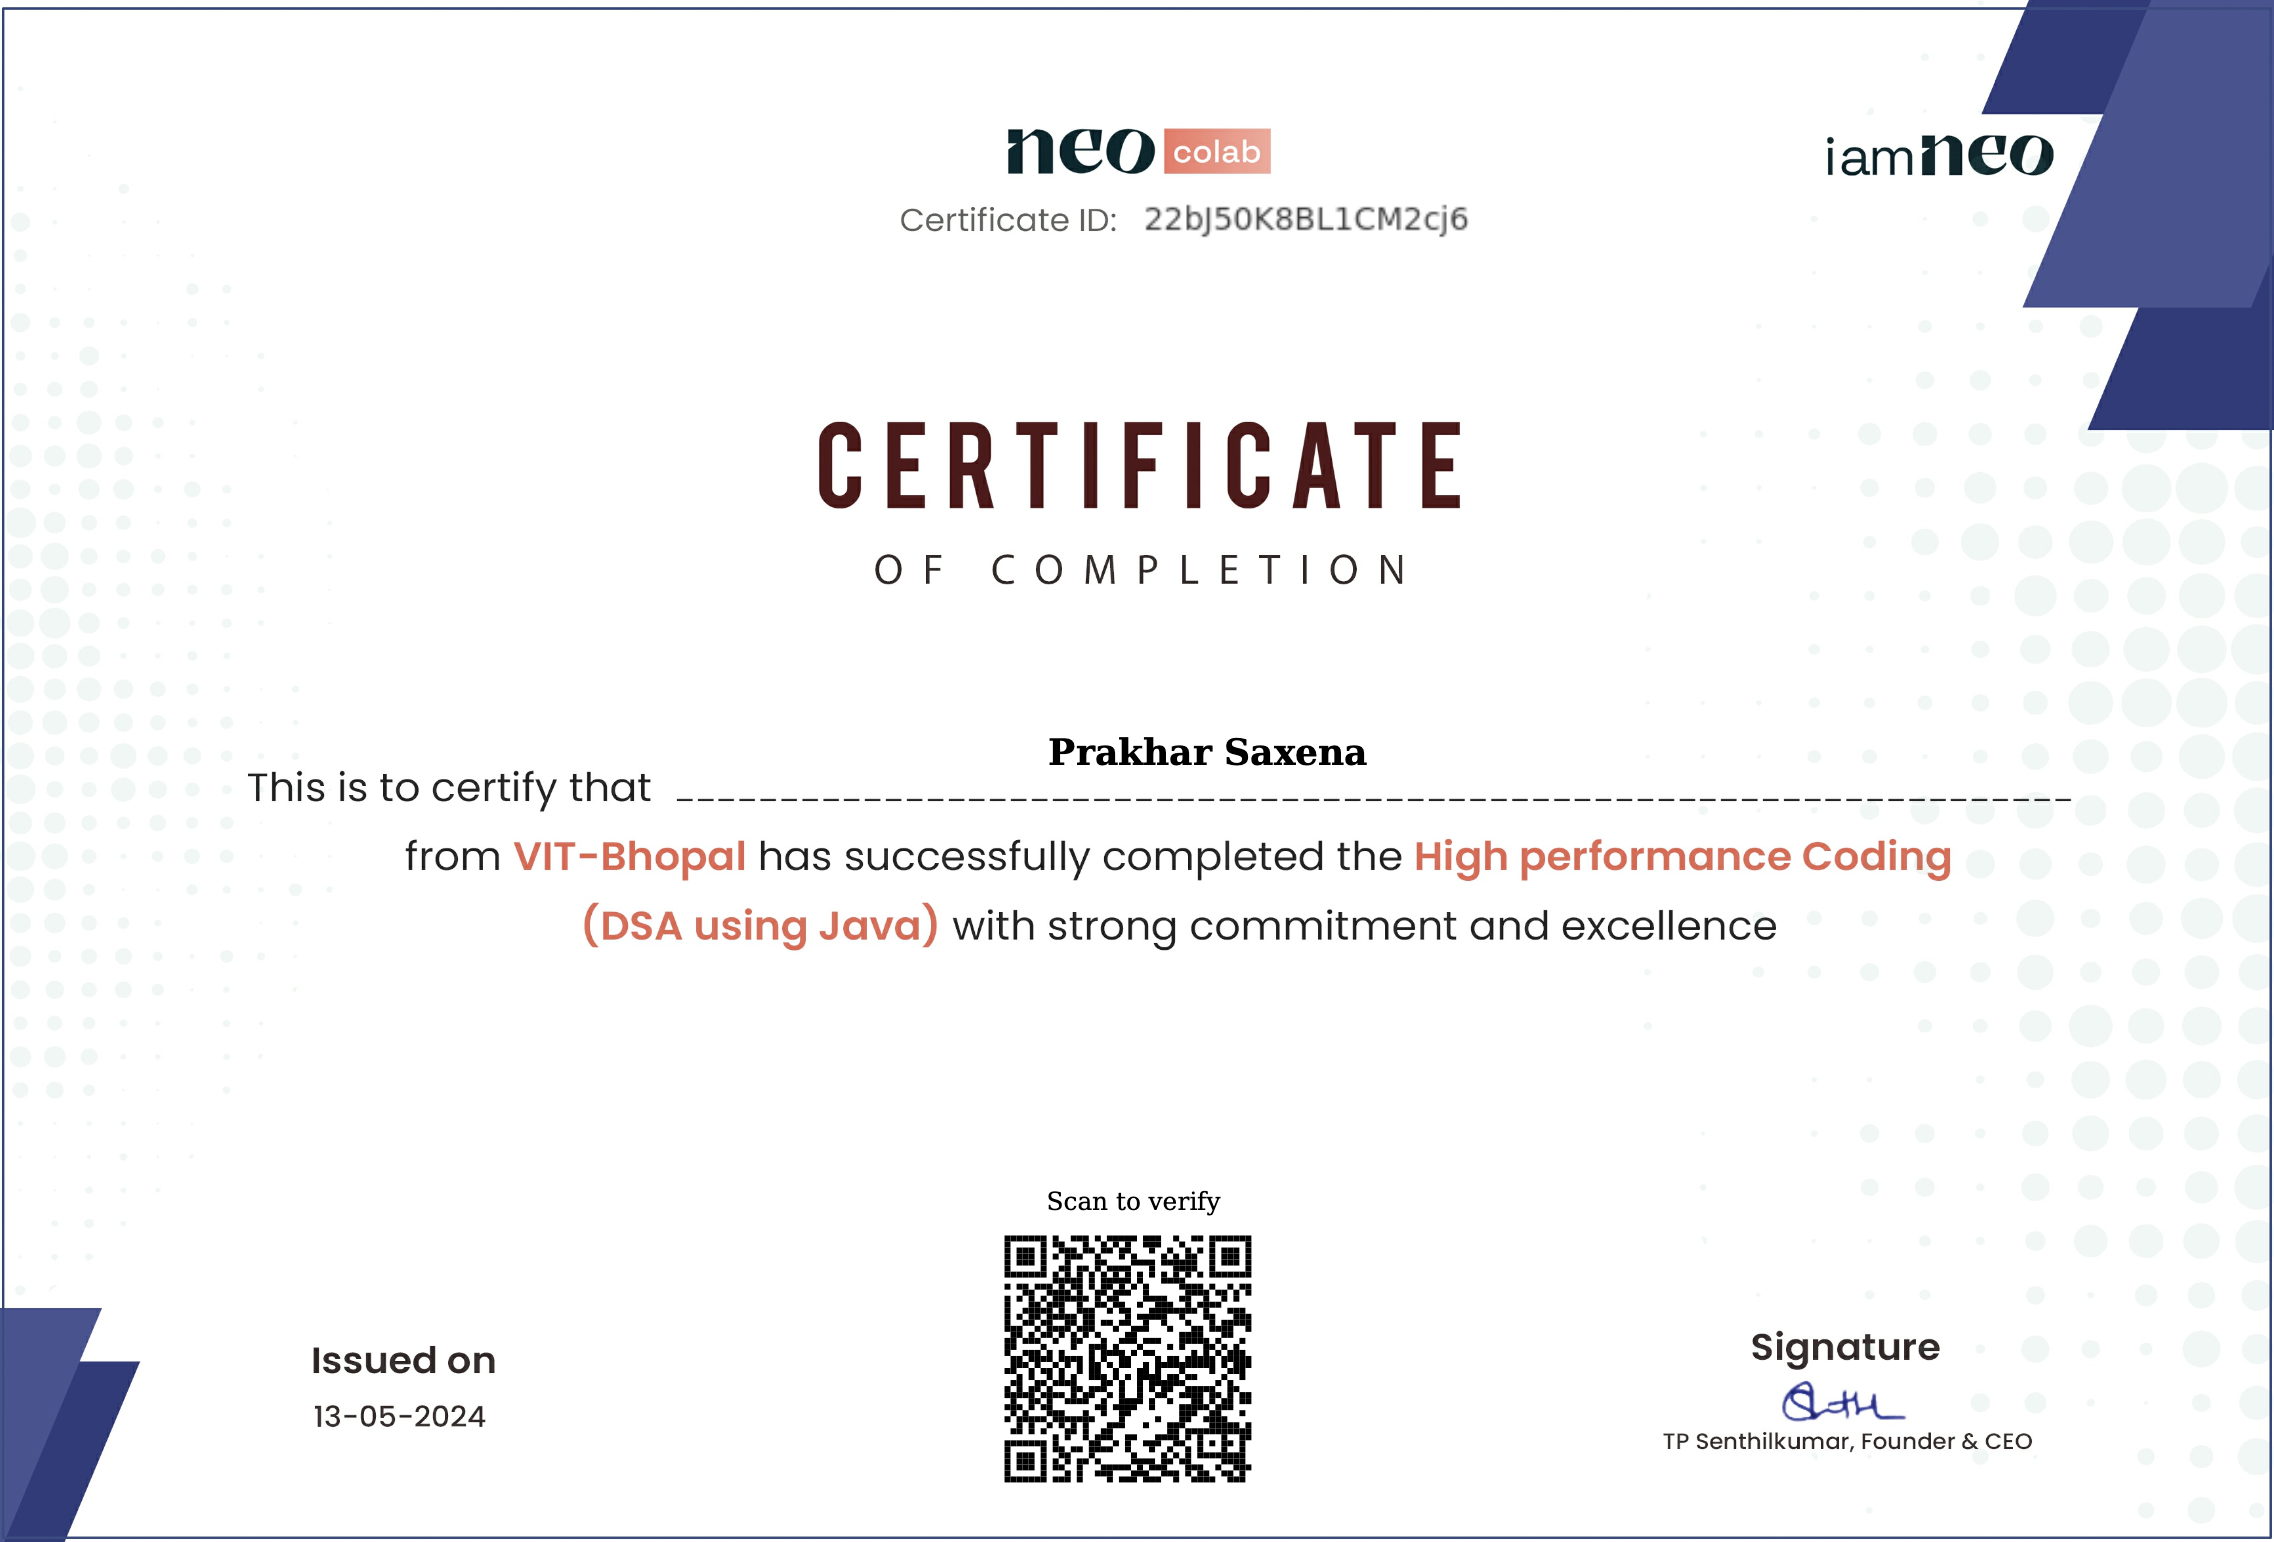 neo colab
iamneo
Certificate ID: 22bJ50K8BL1CM2cj6
CERTIFICATE
OF COMPLETION
Prakhar Saxena
This is to certify that
from VIT-Bhopal has successfully completed the High performance Coding
(DSA using Java) with strong commitment and excellence
Scan to verify
Issued on
13-05-2024
Signature
TP Senthilkumar, Founder & CEO